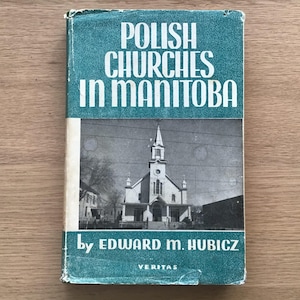 POLISH
CHURCHES
IN MANITOBA
by EDWARD M. HUBICZ
VERITAS